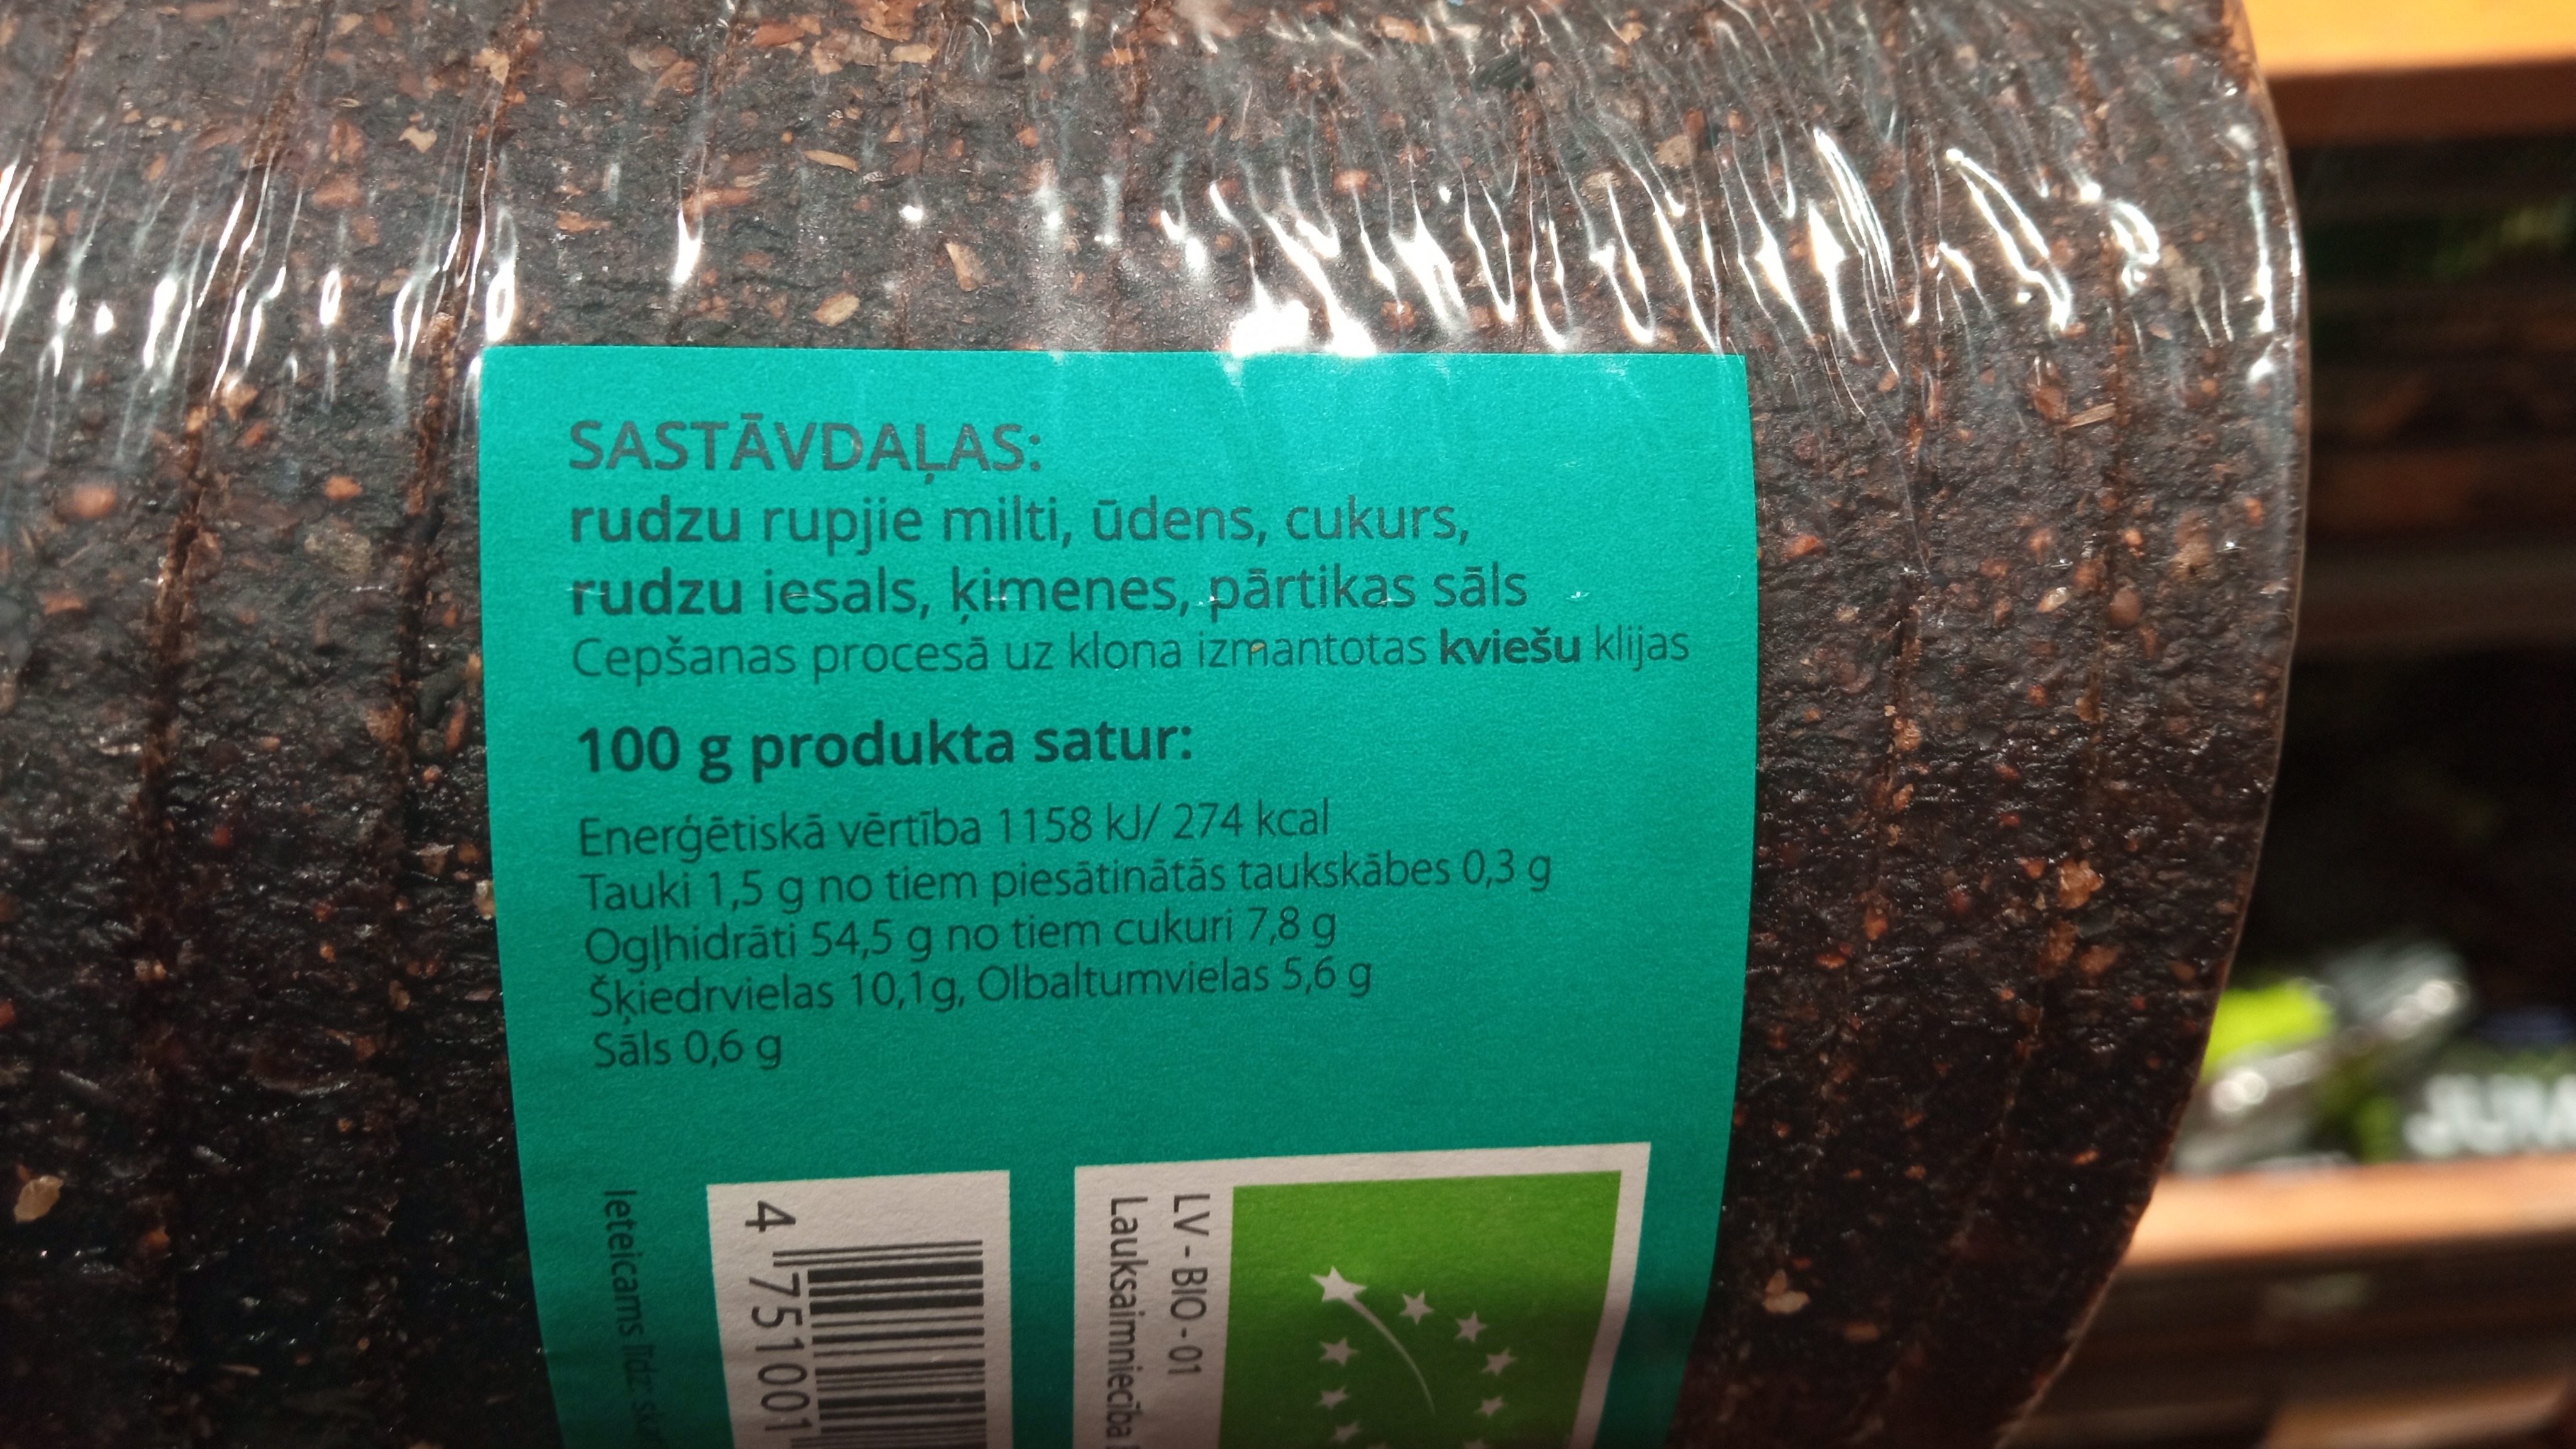 SASTĀVDAĻAS:
rudzu rupjie milti, ūdens, cukurs,
rudzu iesals, ķimenes, pārtikas sāls
Cepšanas procesā uz klona izmantotas kviešu klijas
100 g produkta satur:
Enerģētiskā vērtība 1158 kJ/ 274 kcal
Tauki 1,5 g no tiem piesātinātās taukskābes 0,3 g
Ogļhidrāti 54,5 g no tiem cukuri 7,8 g
Šķiedrvielas 10,1g, Olbaltumvielas 5,6 g
Sāls 0,6 g
Ieteicams līdz
4 751001
LV - BIO - 01
Lauksaimniecība